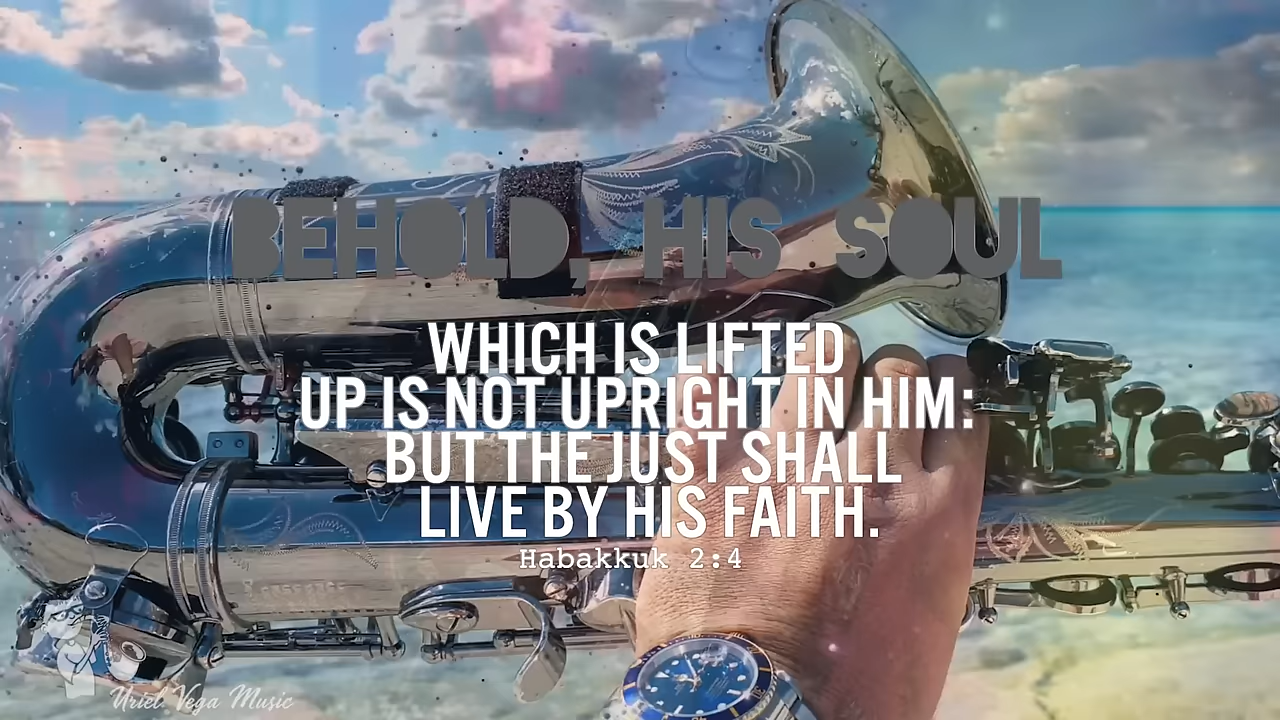 BEHOLD, HIS SOUL
WHICH IS LIFTED
UP IS NOT UPRIGHT IN HIM:
BUT THE JUST SHALL
LIVE BY HIS FAITH.
Habakkuk 2:4
Uriel Vega Music